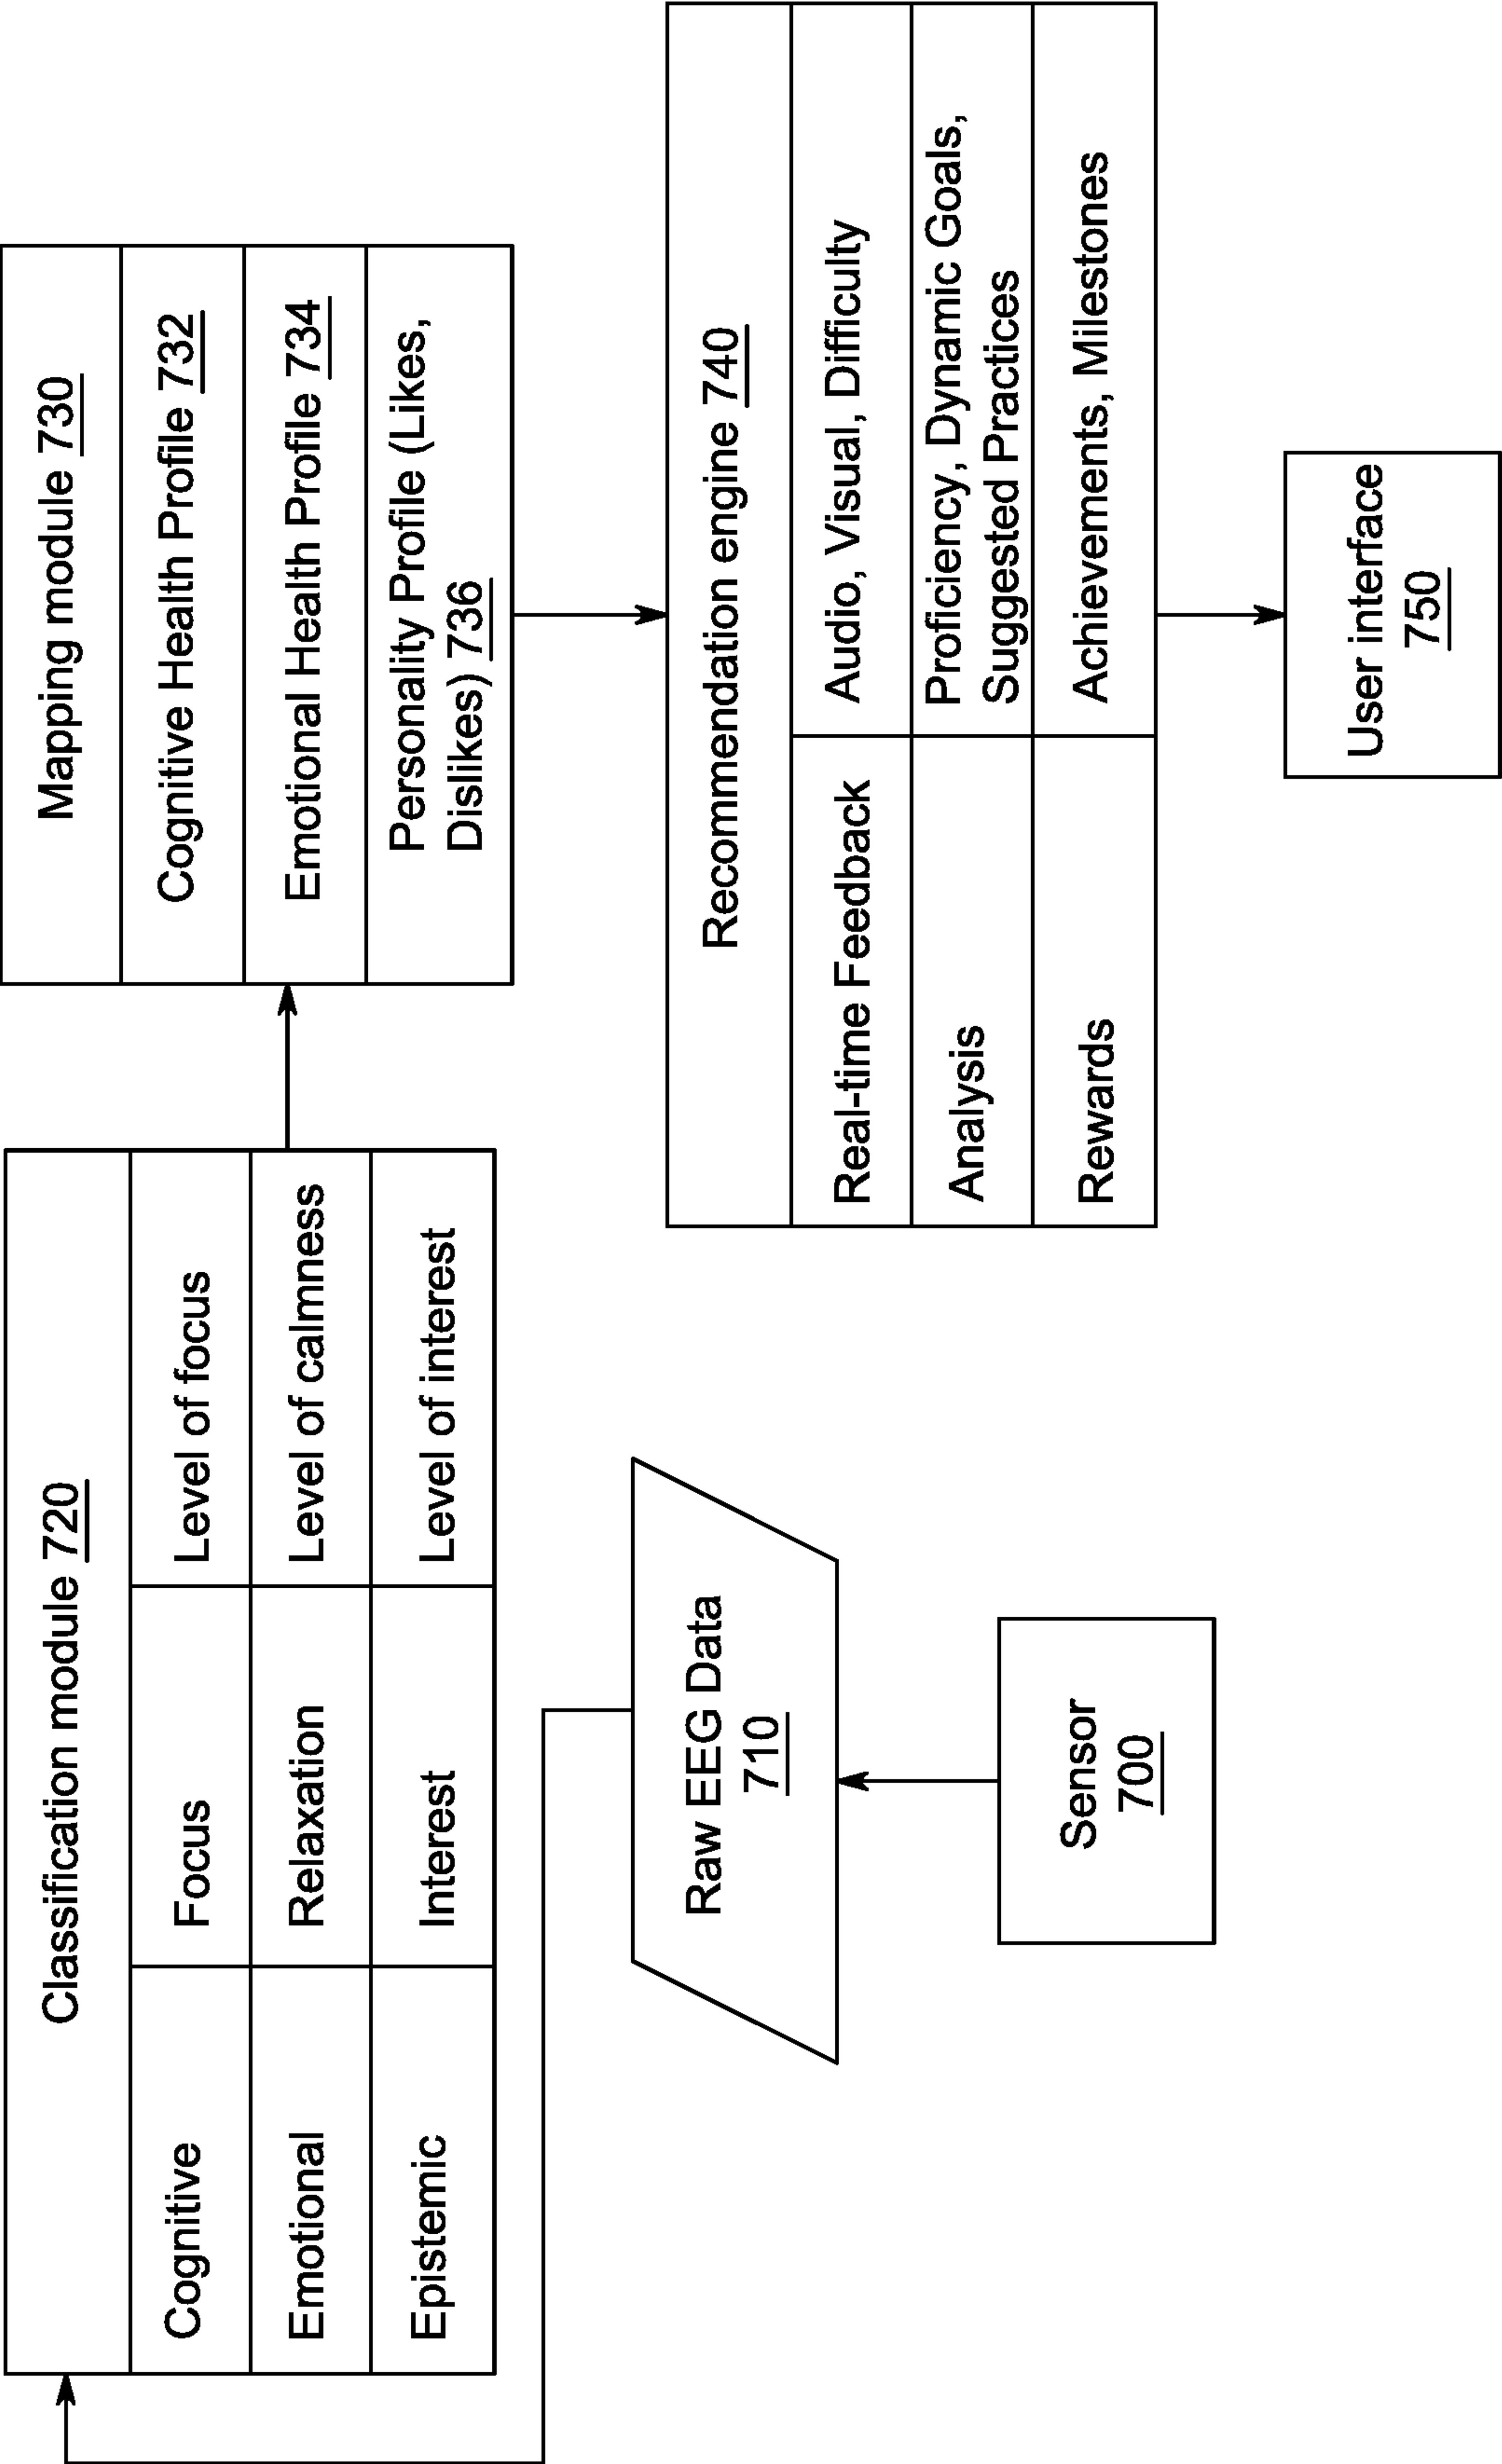 Classification module 720
Cognitive
Focus
Level of focus
Emotional
Relaxation
Level of calmness
Epistemic
Interest
Level of interest
Mapping module 730
Cognitive Health Profile 732
Emotional Health Profile 734
Personality Profile (Likes,
Dislikes) 736
Raw EEG Data
710
Sensor
700
Recommendation engine 740
Real-time Feedback
Audio, Visual, Difficulty
Analysis
Proficiency, Dynamic Goals,
Suggested Practices
Rewards
Achievements, Milestones
User interface
750